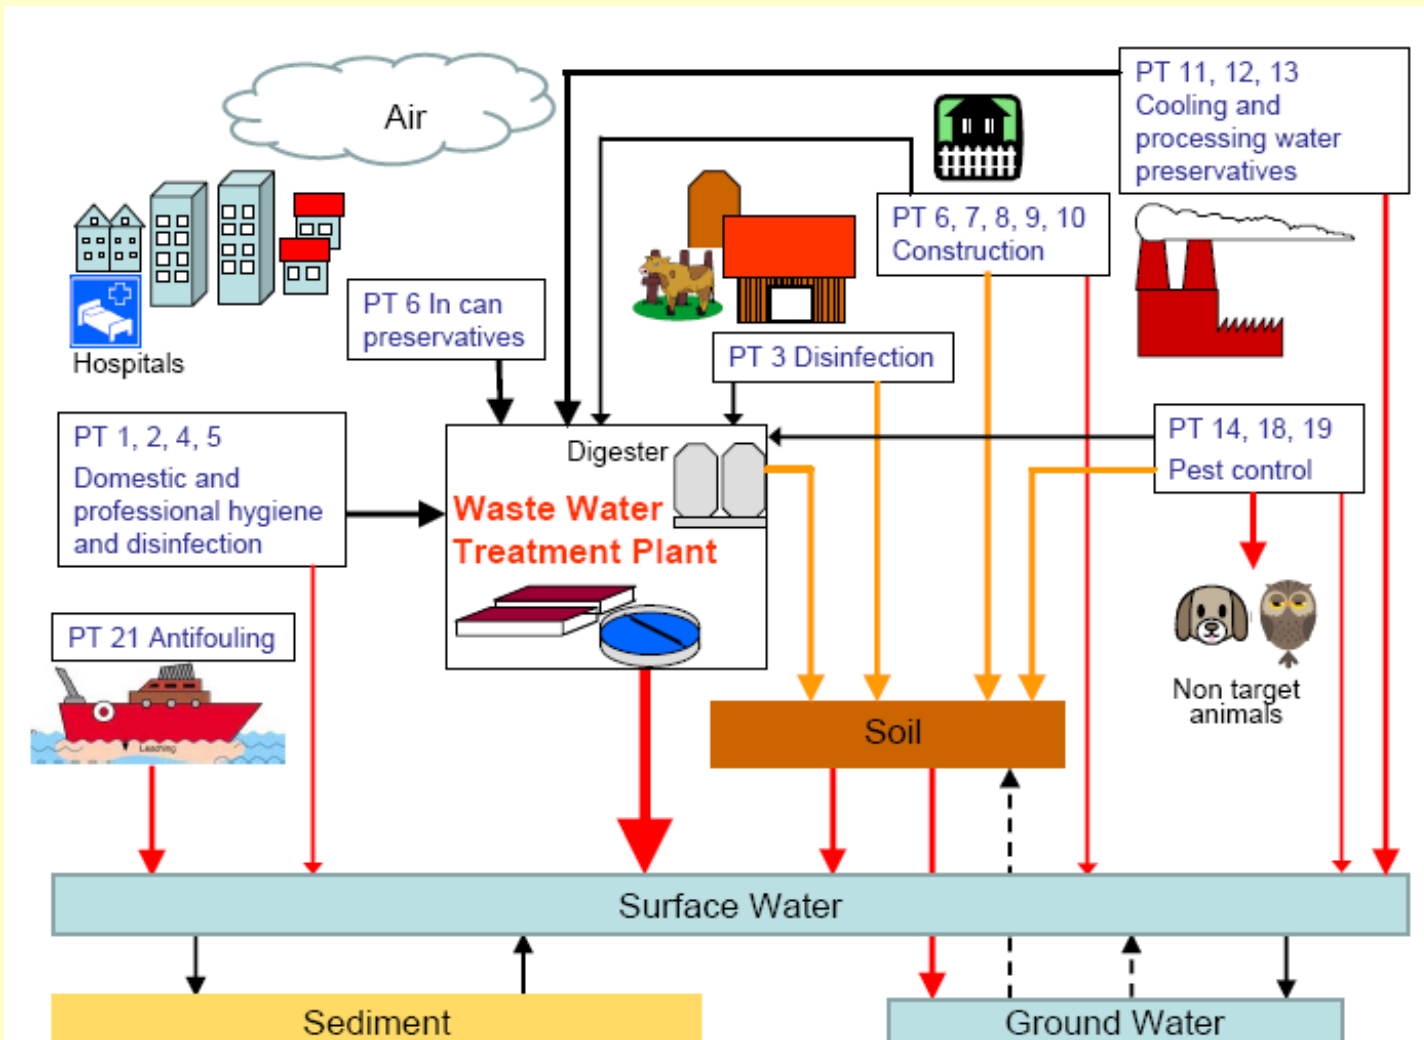 Air
PT 11, 12, 13
Cooling and
processing water
preservatives
PT 6, 7, 8, 9, 10
Construction
PT 6 In can
preservatives
Hospitals
PT 3 Disinfection
PT 1, 2, 4, 5
Domestic and
professional hygiene
and disinfection
Digester
Waste Water
Treatment Plant
PT 14, 18, 19
Pest control
PT 21 Antifouling
Leaching
Non target
animals
Soil
Surface Water
Sediment
Ground Water